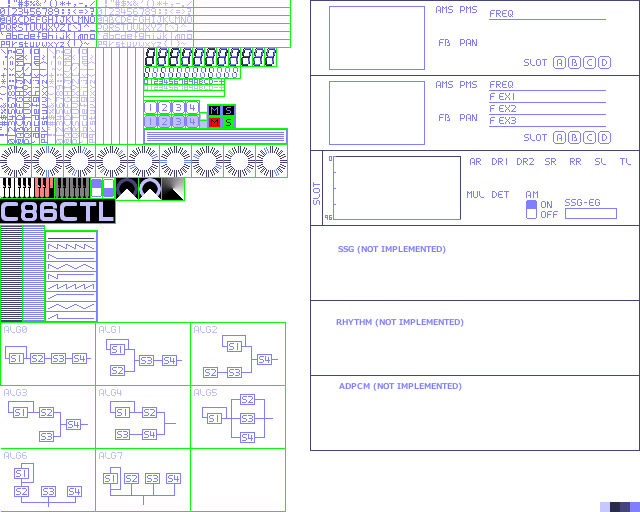 !"#$%&'()*+,-./
0123456789:;<=>?
@ABCDEFGHIJKLMNO
PQRSTUVWXYZ[\]^_
`abcdefghijklmno
pqrstuvwxyz{|}~
1 2 3 4
1 2 3 4
M S
M S
C86CTL
ALG0
S1 S2 S3 S4
ALG1
S1 S2 S3 S4
ALG2
S1 S2 S3 S4
ALG3
S1 S2 S3 S4
ALG4
S1 S2 S3 S4
ALG5
S1 S2 S3 S4
ALG6
S1 S2 S3 S4
ALG7
S1 S2 S3 S4
AMS PMS FREQ
FB PAN
SLOT A B C D
AMS PMS FREQ
F EX1
FB PAN F EX2
F EX3
SLOT A B C D
SLOT
0
96
AR DR1 DR2 SR RR SL TL
MUL DET AM
ON
OFF
SSG-EG
SSG (NOT IMPLEMENTED)
RHYTHM (NOT IMPLEMENTED)
ADPCM (NOT IMPLEMENTED)